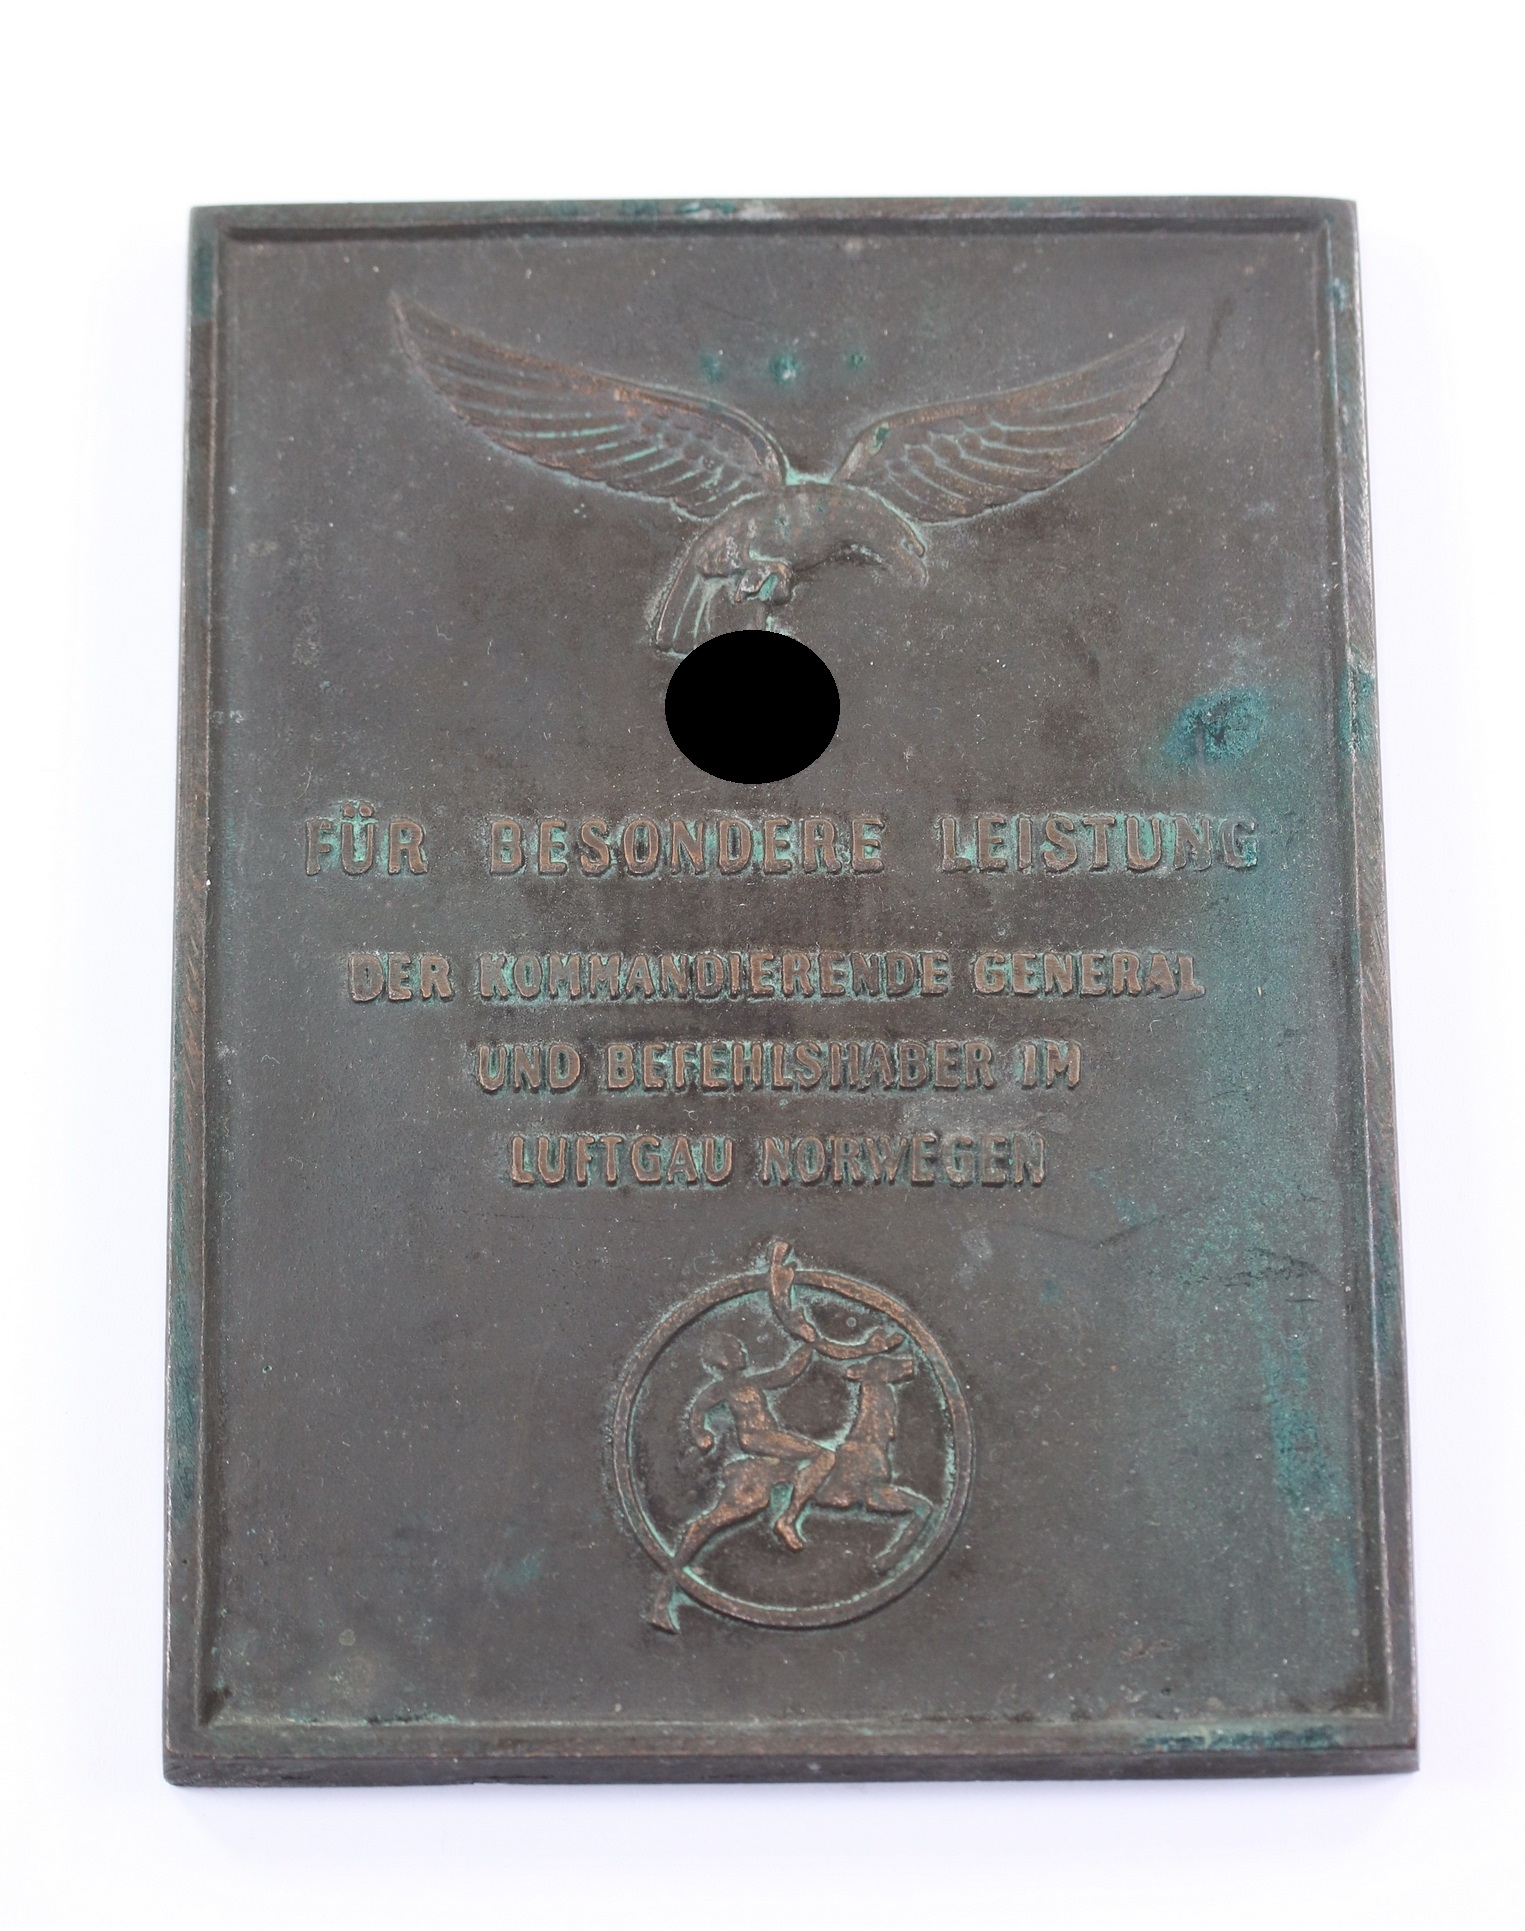 FÜR BESONDERE LEISTUNG
DER KOMMANDIERENDE GENERAL
UND BEFEHLSHABER IM
LUFTGAU NORWEGEN